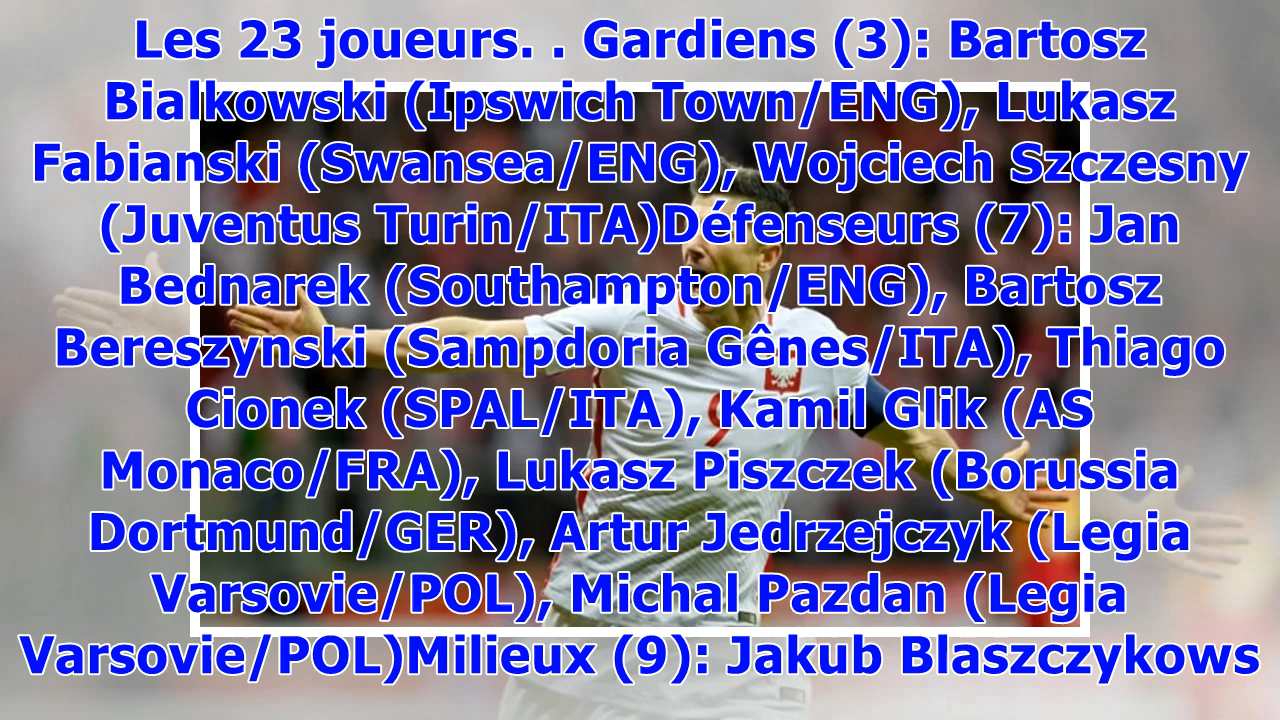 Les 23 joueurs. . Gardiens (3): Bartosz
Bialkowski (Ipswich Town/ENG), Lukasz
Fabianski (Swansea/ENG), Wojciech Szczesny
(Juventus Turin/ITA)Défenseurs (7): Jan
Bednarek (Southampton/ENG), Bartosz
Bereszynski (Sampdoria Gênes/ITA), Thiago
Cionek (SPAL/ITA), Kamil Glik (AS
Monaco/FRA), Lukasz Piszczek (Borussia
Dortmund/GER), Artur Jedrzejczyk (Legia
Varsovie/POL), Michal Pazdan (Legia
Varsovie/POL)Milieux (9): Jakub Blaszczykows
9